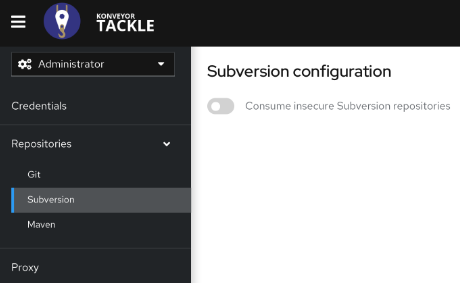 KONVEYOR
TACKLE
Administrator
Subversion configuration
Consume insecure Subversion repositories
Credentials
Repositories
Git
Subversion
Maven
Proxy